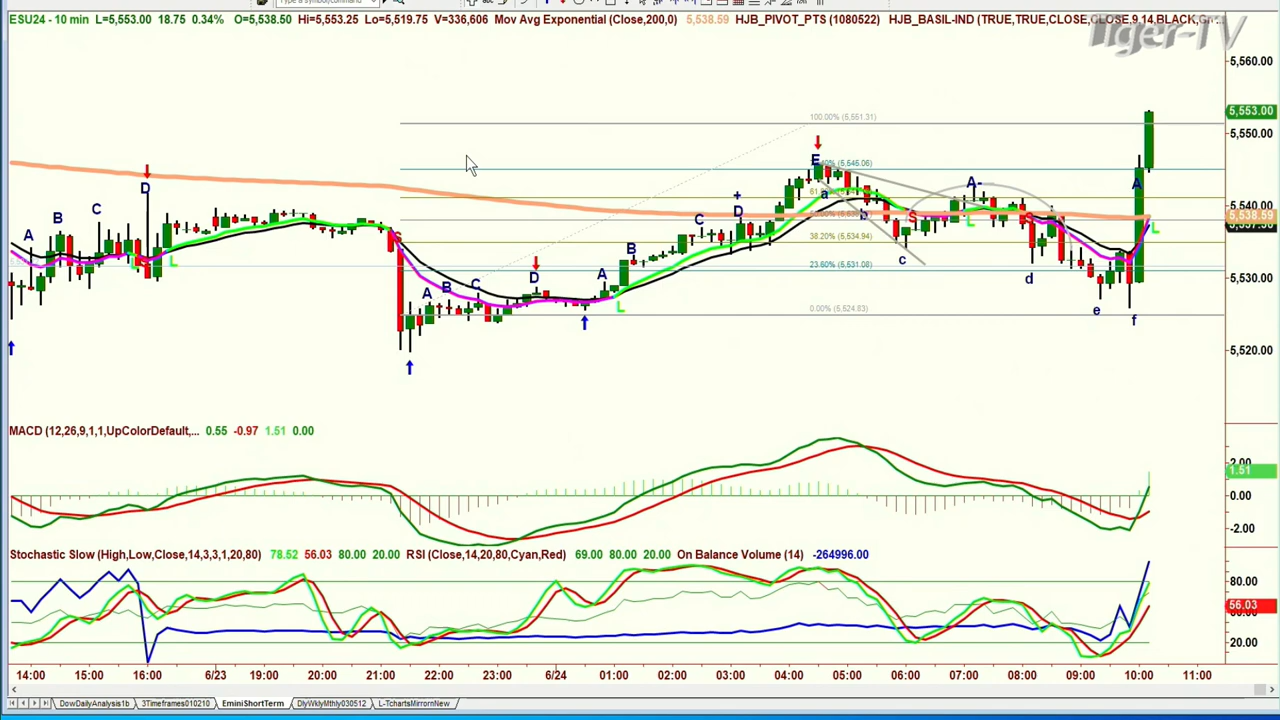 ESU24 - 10 min L=5,553.00 18.75 0.34% O=5,538.50 Hi=5,553.25 Lo=5,519.75 V=336,606 Mov Avg Exponential (Close,200,0) 5,538.59 HJB_PIVOT_PTS (1080522) HJB_BASIL-IND (TRUE,TRUE,CLOSE,CLOSE,9,14,BLACK,
Tiger-TV
5,560.00
5,553.00
100.00% (5,551.31)
5,550.00
E
(5,545.06)
D
a
A-
A
B
C
+
D
C
b
S
S
5,540.00
5,538.59
A
B
C
D
S
L
S
A
B
C
D
A
B
L
38.20% (5,534.94)
23.60% (5,531.08)
c
d
e
f
L
L
5,530.00
0.00% (5,524.83)
5,520.00
MACD (12,26,9,1,1,UpColorDefault,... 0.55 -0.97 1.51 0.00
2.00
1.51
0.00
-2.00
Stochastic Slow (High,Low,Close,14,3,3,1,20,80) 78.52 56.03 80.00 20.00 RSI (Close,14,20,80,Cyan,Red) 69.00 80.00 20.00 On Balance Volume (14) -264996.00
80.00
56.03
20.00
14:00 15:00 16:00 6/23 19:00 20:00 21:00 22:00 23:00 6/24 01:00 02:00 03:00 04:00 05:00 06:00 07:00 08:00 09:00 10:00 11:00
DowDailyAnalysis1b 3Timeframes010210 EminiShortTerm DlyWklyMthly030512 L-TchartsMirrornNew